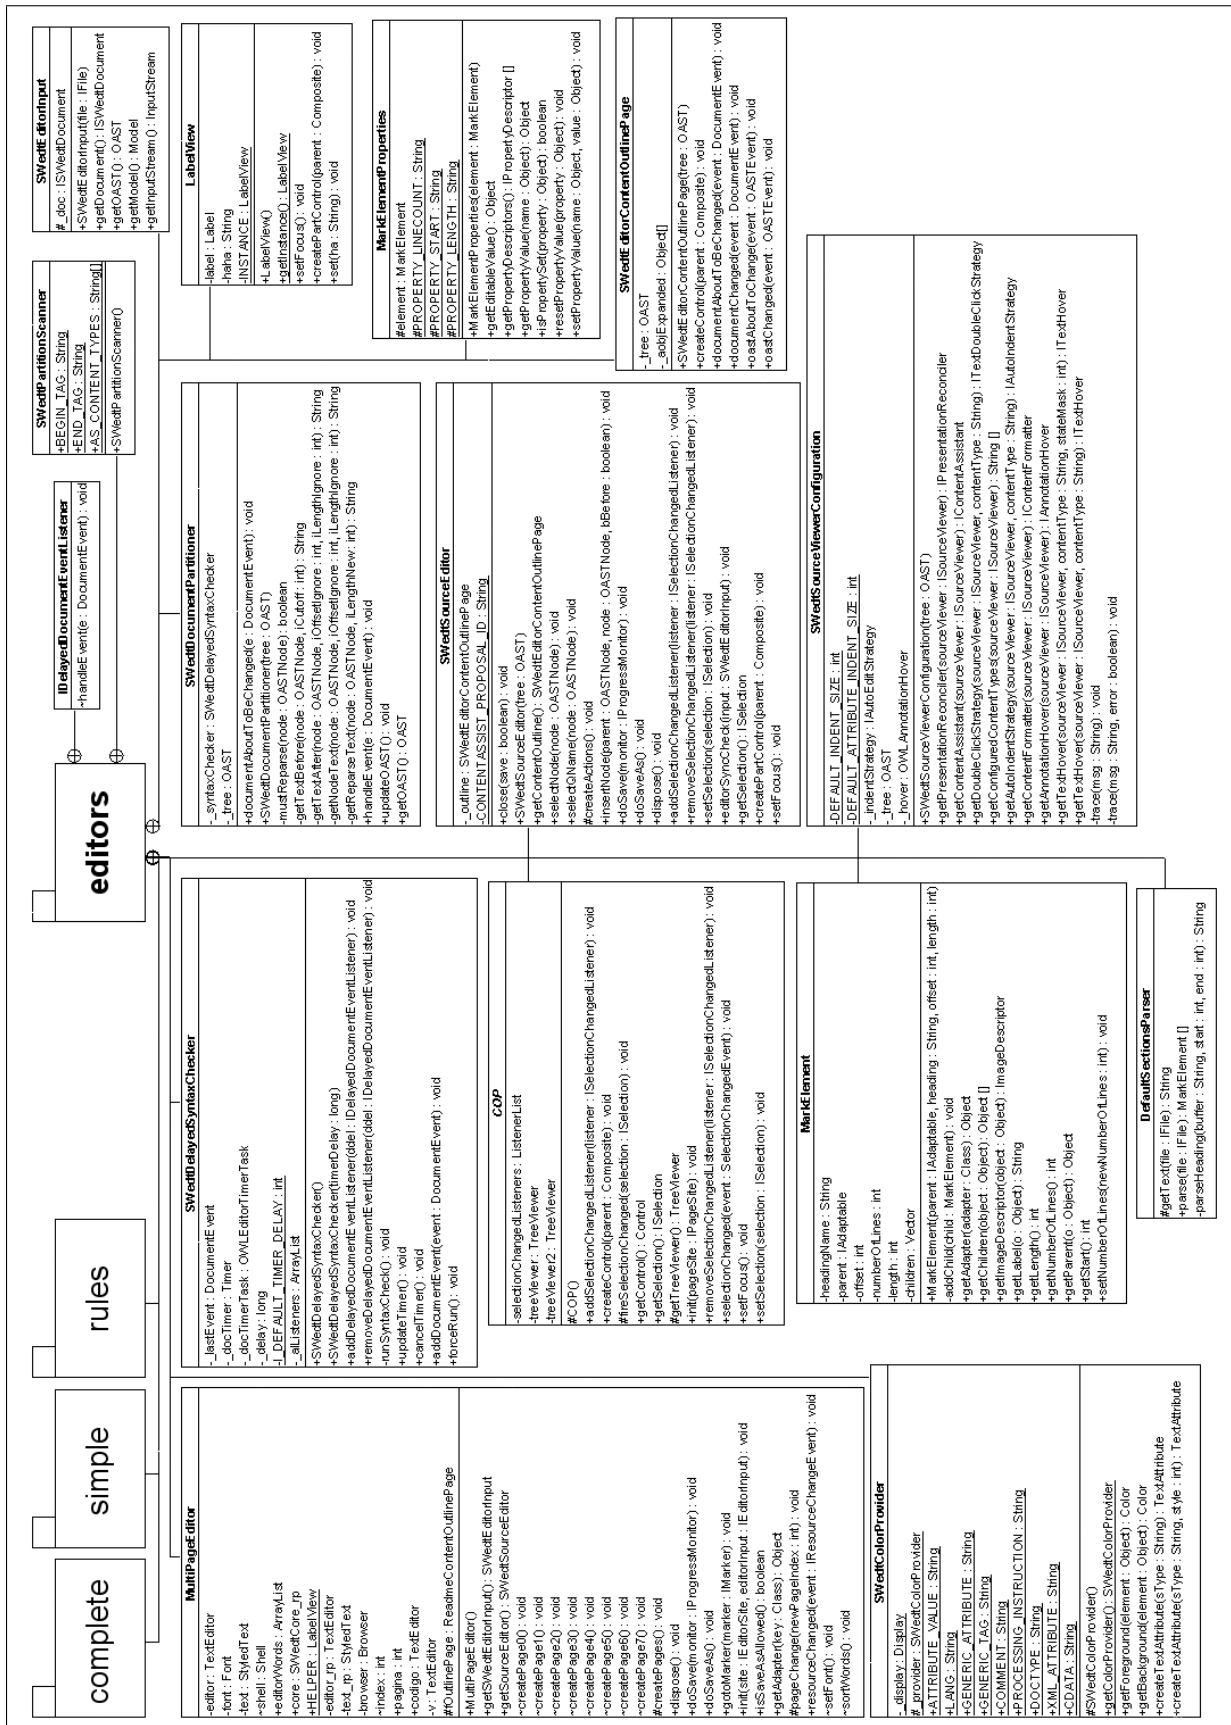 complete
simple
rules
editors
IDelayedDocumentEventListener
~handleEvent(e : DocumentEvent) : void
SWedtPartitionScanner
+BEGIN_TAG : String
+END_TAG : String
+AS_CONTENT_TYPES : String[]
+SWedtPartitionScanner()
SWedtEditorInput
#_doc : ISWedtDocument
+SWedtEditorInput(file : IFile)
+getDocument() : ISWedtDocument
+getOAST() : OAST
+getModel() : Model
+getInputStream() : InputStream
MultiPageEditor
-editor : TextEditor
-font : Font
-text : StyledText
~shell : Shell
+editorWords : ArrayList
+core : SWedtCore_rp
+HELPER : LabelView
-editor_rp : TextEditor
-text_rp : StyledText
-browser : Browser
~index : int
+pagina : int
+codigo : TextEditor
-v : TextEditor
#fOutlinePage : ReadmeContentOutlinePage
+MultiPageEditor()
+getSWedtEditorInput() : SWedtEditorInput
+getSourceEditor() : SWedtSourceEditor
~createPage0() : void
~createPage1() : void
~createPage2() : void
~createPage3() : void
~createPage4() : void
~createPage5() : void
~createPage6() : void
~createPage7() : void
#createPages() : void
+dispose() : void
+doSave(monitor : IProgressMonitor) : void
+doSaveAs() : void
+gotoMarker(marker : IMarker) : void
+init(site : IEditorSite, editorInput : IEditorInput) : void
+isSaveAsAllowed() : boolean
+getAdapter(key : Class) : Object
#pageChange(newPageIndex : int) : void
+resourceChanged(event : IResourceChangeEvent) : void
~setFont() : void
~sortWords() : void
SWedtDelayedSyntaxChecker
-_lastEvent : DocumentEvent
-_docTimer : Timer
-_docTimerTask : OWLEditorTimerTask
-_delay : long
-I_DEFAULT_TIMER_DELAY : int
-_alListeners : ArrayList
+SWedtDelayedSyntaxChecker()
+SWedtDelayedSyntaxChecker(timerDelay : long)
+addDelayedDocumentEventListener(ddel : IDelayedDocumentEventListener) : void
+removeDelayedDocumentEventListener(ddel : IDelayedDocumentEventListener) : void
-runSyntaxCheck() : void
+updateTimer() : void
+cancelTimer() : void
+addDocumentEvent(event : DocumentEvent) : void
+forceRun() : void
SWedtDocumentPartitioner
-_syntaxChecker : SWedtDelayedSyntaxChecker
-_tree : OAST
+documentAboutToBeChanged(e : DocumentEvent) : void
+SWedtDocumentPartitioner(tree : OAST)
-mustReparse(node : OASTNode) : boolean
-getTextBefore(node : OASTNode, iCutoff : int) : String
-getTextAfter(node : OASTNode, iOffsetIgnore : int, iLengthIgnore : int) : String
-getNodeText(node : OASTNode, iOffsetIgnore : int, iLengthIgnore : int) : String
-getReparseText(node : OASTNode, iLengthNew : int) : String
+handleEvent(e : DocumentEvent) : void
+updateOAST() : void
+getOAST() : OAST
LabelView
-label : Label
-haha : String
-INSTANCE : LabelView
+LabelView()
+getInstance() : LabelView
+setFocus() : void
+createPartControl(parent : Composite) : void
+set(ha : String) : void
MarkElementProperties
#element : MarkElement
#PROPERTY_LINECOUNT : String
#PROPERTY_START : String
#PROPERTY_LENGTH : String
+MarkElementProperties(element : MarkElement)
+getEditableValue() : Object
+getPropertyDescriptors() : IPropertyDescriptor []
+getPropertyValue(name : Object) : Object
+isPropertySet(property : Object) : boolean
+resetPropertyValue(property : Object) : void
+setPropertyValue(name : Object, value : Object) : void
COP
-selectionChangedListeners : ListenerList
-treeViewer : TreeViewer
-treeViewer2 : TreeViewer
#COP()
+addSelectionChangedListener(listener : ISelectionChangedListener) : void
+createControl(parent : Composite) : void
#fireSelectionChanged(selection : ISelection) : void
+getControl() : Control
+getSelection() : ISelection
#getTreeViewer() : TreeViewer
+init(pageSite : IPageSite) : void
+removeSelectionChangedListener(listener : ISelectionChangedListener) : void
+selectionChanged(event : SelectionChangedEvent) : void
+setFocus() : void
+setSelection(selection : ISelection) : void
SWedtSourceEditor
-_outline : SWedtEditorContentOutlinePage
-CONTENTASSIST_PROPOSAL_ID : String
+close(save : boolean) : void
+SWedtSourceEditor(tree : OAST)
+getContentOutline() : SWedtEditorContentOutlinePage
+selectNode(node : OASTNode) : void
+selectQName(node : OASTNode) : void
#createActions() : void
+insertNode(parent : OASTNode, node : OASTNode, bBefore : boolean) : void
+doSave(monitor : IProgressMonitor) : void
+doSaveAs() : void
+dispose() : void
+addSelectionChangedListener(listener : ISelectionChangedListener) : void
+removeSelectionChangedListener(listener : ISelectionChangedListener) : void
+setSelection(selection : ISelection) : void
-editorSyncCheck(input : SWedtEditorInput) : void
+getSelection() : ISelection
+createPartControl(parent : Composite) : void
+setFocus() : void
SWedtEditorContentOutlinePage
-_tree : OAST
-_aobjExpanded : Object[]
+SWedtEditorContentOutlinePage(tree : OAST)
+createControl(parent : Composite) : void
+documentAboutToBeChanged(event : DocumentEvent) : void
+documentChanged(event : DocumentEvent) : void
+oastAboutToChange(event : OASTEvent) : void
+oastChanged(event : OASTEvent) : void
SWedtColorProvider
-_display : Display
#_provider : SWedtColorProvider
+ATTRIBUTE_VALUE : String
+LANG : String
+GENERIC_ATTRIBUTE : String
+GENERIC_TAG : String
+COMMENT : String
+PROCESSING_INSTRUCTION : String
+DOCTYPE : String
+XML_ATTRIBUTE : String
+CDATA : String
#SWedtColorProvider()
+getColorProvider() : SWedtColorProvider
+getForeground(element : Object) : Color
+getBackground(element : Object) : Color
+createTextAttribute(sType : String) : TextAttribute
+createTextAttribute(sType : String, style : int) : TextAttribute
MarkElement
-headingName : String
-parent : IAdaptable
-offset : int
-numberOfLines : int
-length : int
-children : Vector
+MarkElement(parent : IAdaptable, heading : String, offset : int, length : int)
-addChild(child : MarkElement) : void
+getAdapter(adapter : Class) : Object
+getChildren(object : Object) : Object []
+getImageDescriptor(object : Object) : ImageDescriptor
+getLabel(o : Object) : String
+getLength() : int
+getNumberOfLines() : int
+getParent(o : Object) : Object
+getStart() : int
+setNumberOfLines(newNumberOfLines : int) : void
SWedtSourceViewerConfiguration
-DEFAULT_INDENT_SIZE : int
-DEFAULT_ATTRIBUTE_INDENT_SIZE : int
-_indentStrategy : IAutoEditStrategy
-_tree : OAST
-_hover : OWLAnnotationHover
+SWedtSourceViewerConfiguration(tree : OAST)
+getPresentationReconciler(sourceViewer : ISourceViewer) : IPresentationReconciler
+getContentAssistant(sourceViewer : ISourceViewer) : IContentAssistant
+getDoubleClickStrategy(sourceViewer : ISourceViewer, contentType : String) : ITextDoubleClickStrategy
+getConfiguredContentTypes(sourceViewer : ISourceViewer) : String []
+getAutoIndentStrategy(sourceViewer : ISourceViewer, contentType : String) : IAutoIndentStrategy
+getContentFormatter(sourceViewer : ISourceViewer) : IContentFormatter
+getAnnotationHover(sourceViewer : ISourceViewer) : IAnnotationHover
+getTextHover(sourceViewer : ISourceViewer, contentType : String, stateMask : int) : ITextHover
+getTextHover(sourceViewer : ISourceViewer, contentType : String) : ITextHover
-trace(msg : String) : void
-trace(msg : String, error : boolean) : void
DefaultSectionsParser
#getText(file : IFile) : String
+parse(file : IFile) : MarkElement []
-parseHeading(buffer : String, start : int, end : int) : String